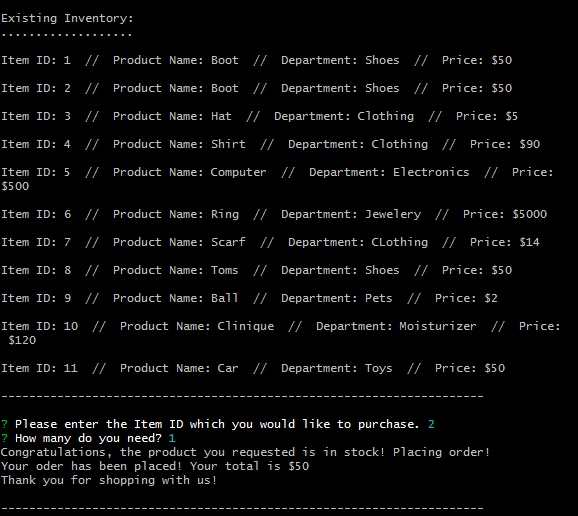 Existing Inventory:
...................
Item ID: 1  //  Product Name: Boot  //  Department: Shoes  //  Price: $50
Item ID: 2  //  Product Name: Boot  //  Department: Shoes  //  Price: $50
Item ID: 3  //  Product Name: Hat  //  Department: Clothing  //  Price: $5
Item ID: 4  //  Product Name: Shirt  //  Department: Clothing  //  Price: $90
Item ID: 5  //  Product Name: Computer  //  Department: Electronics  //  Price:
$500
Item ID: 6  //  Product Name: Ring  //  Department: Jewelery  //  Price: $5000
Item ID: 7  //  Product Name: Scarf  //  Department: CLothing  //  Price: $14
Item ID: 8  //  Product Name: Toms  //  Department: Shoes  //  Price: $50
Item ID: 9  //  Product Name: Ball  //  Department: Pets  //  Price: $2
Item ID: 10  //  Product Name: Clinique  //  Department: Moisturizer  //  Price:
 $120
Item ID: 11  //  Product Name: Car  //  Department: Toys  //  Price: $50
---------------------------------------------------------------------
? Please enter the Item ID which you would like to purchase. 2
? How many do you need? 1
Congratulations, the product you requested is in stock! Placing order!
Your oder has been placed! Your total is $50
Thank you for shopping with us!
---------------------------------------------------------------------